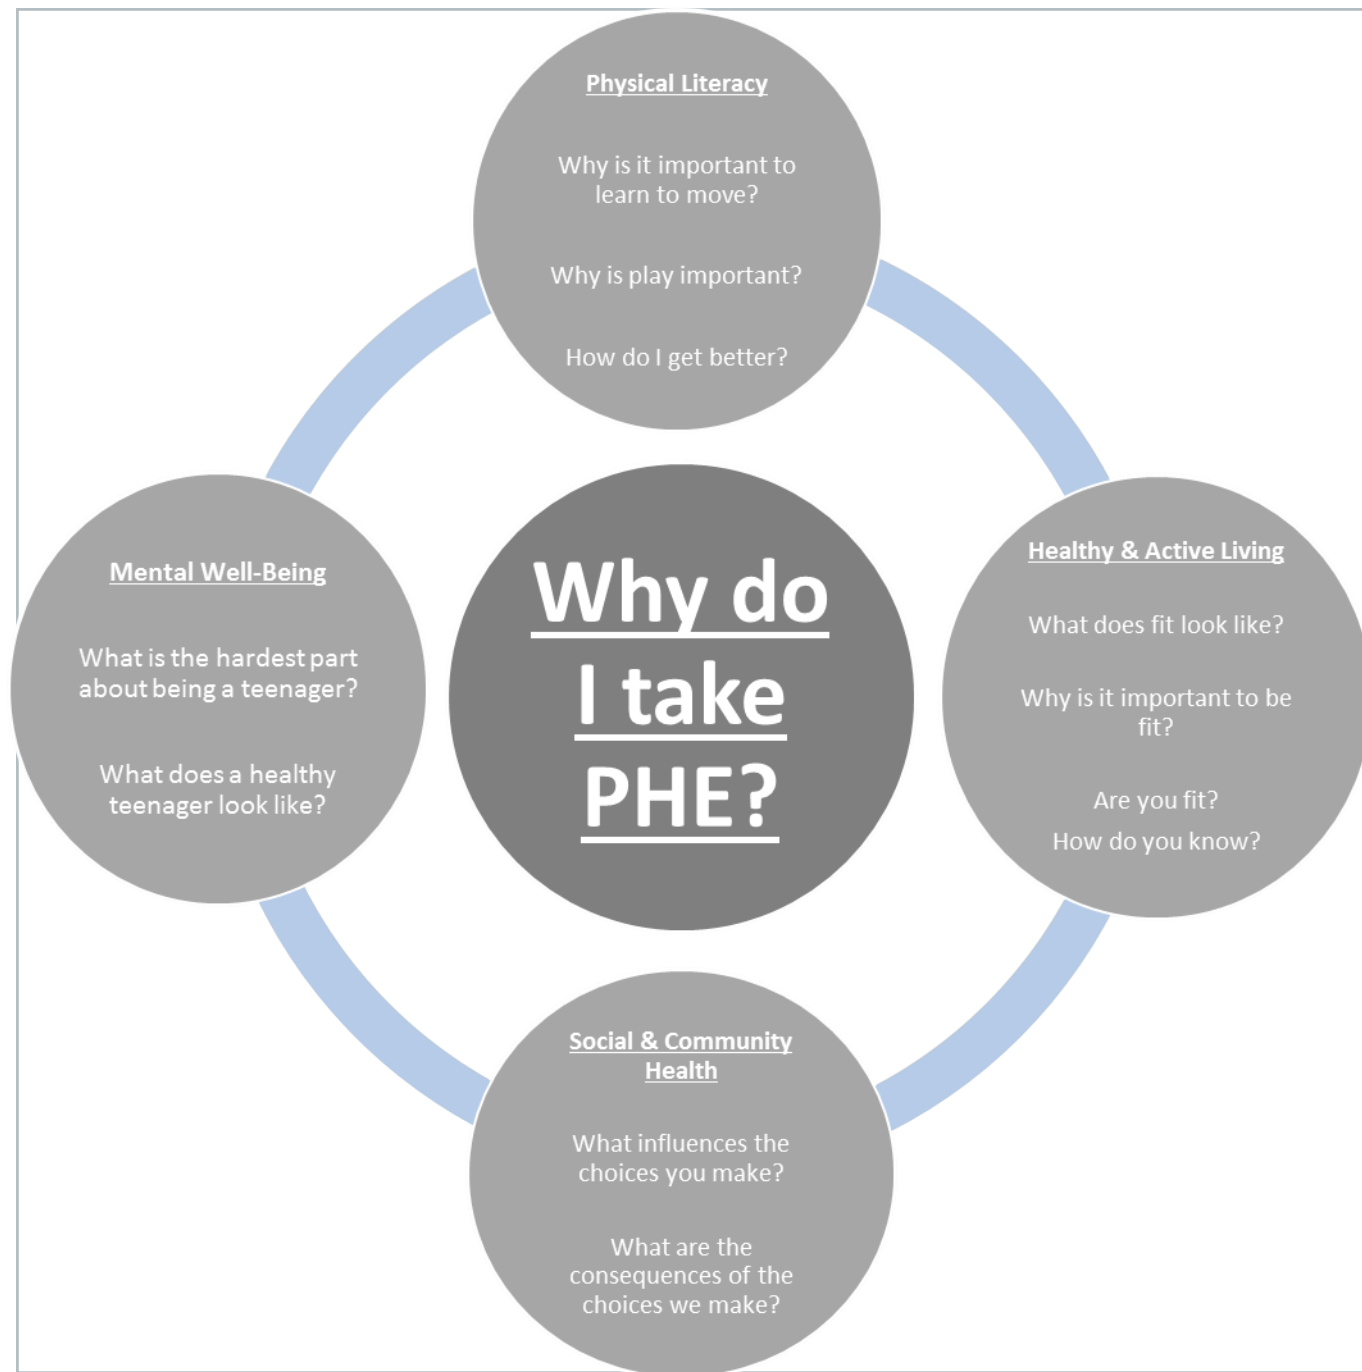 Physical Literacy
Why is it important to
learn to move?
Why is play important?
How do I get better?
Mental Well-Being
What is the hardest part
about being a teenager?
What does a healthy
teenager look like?
Why do
I take
PHE?
Healthy & Active Living
What does fit look like?
Why is it important to be
fit?
Are you fit?
How do you know?
Social & Community
Health
What influences the
choices you make?
What are the
consequences of the
choices we make?